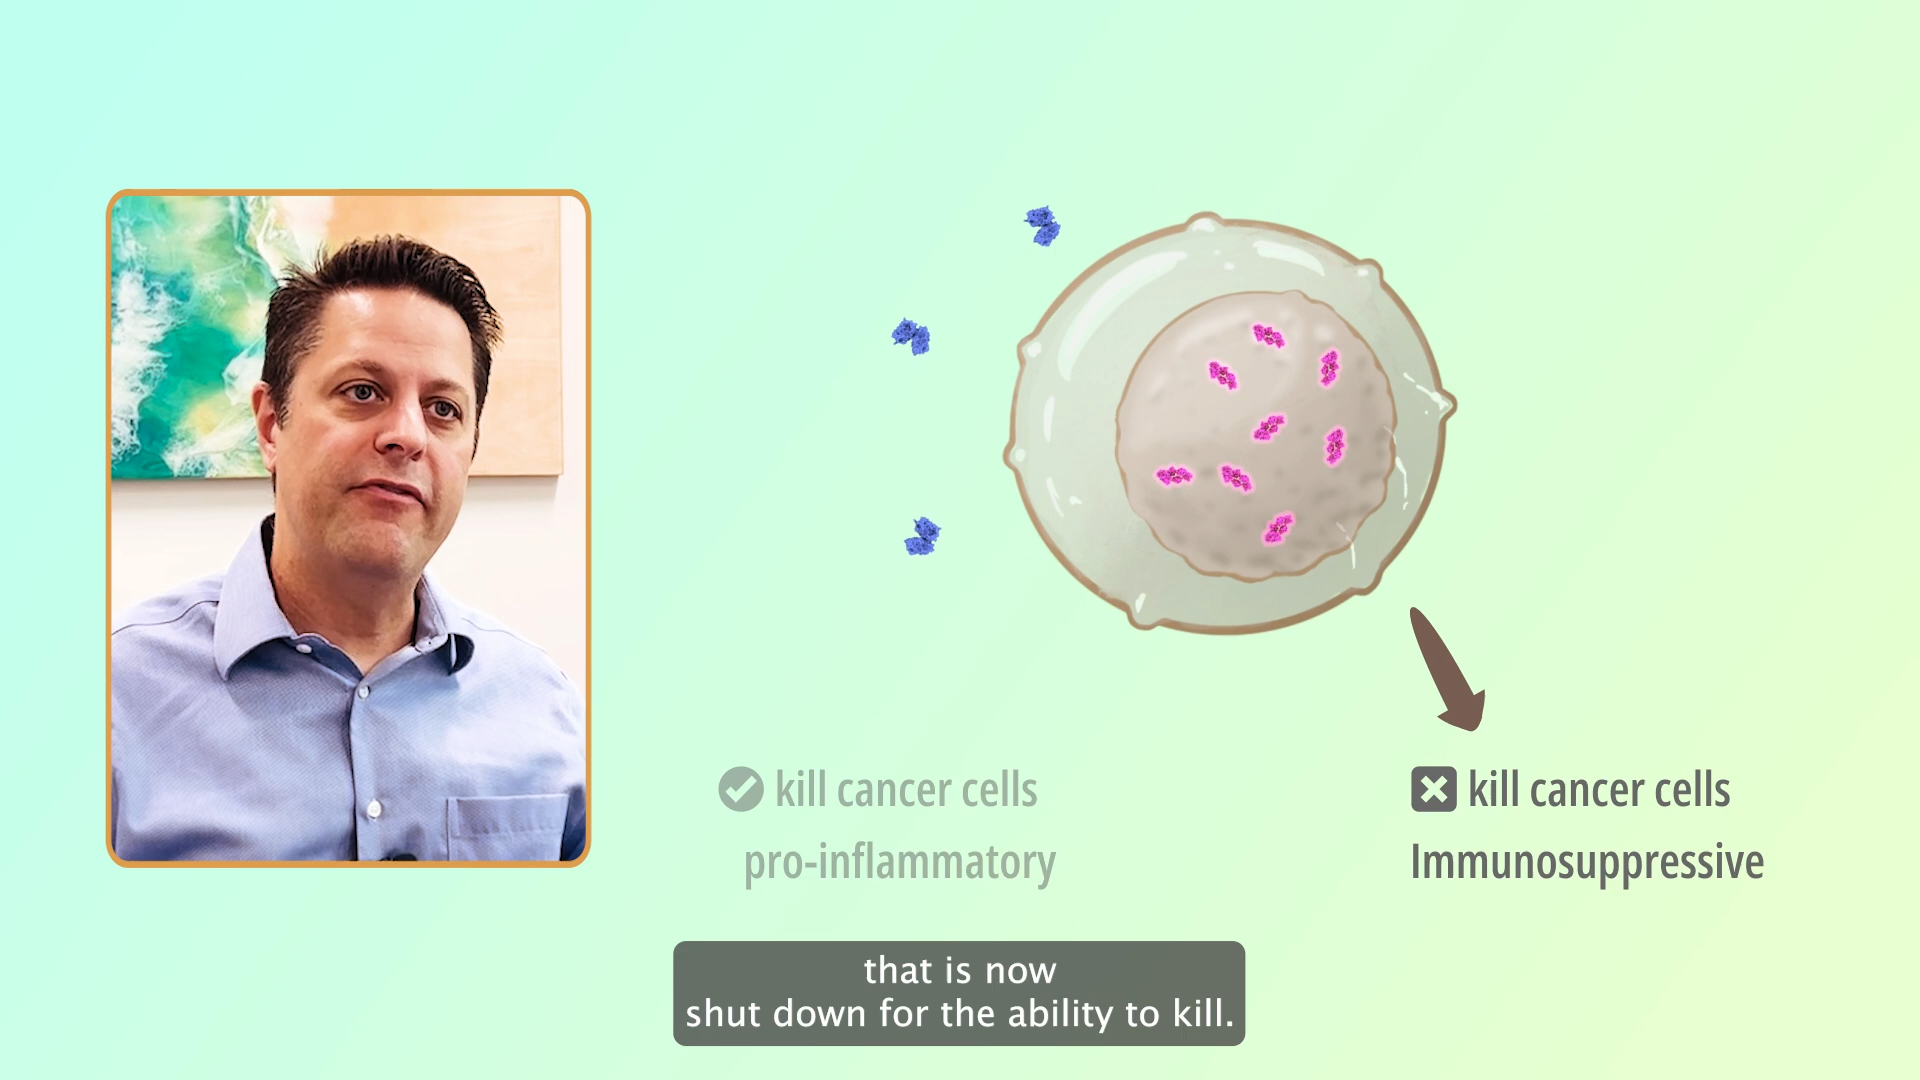 kill cancer cells
pro-inflammatory
kill cancer cells
Immunosuppressive
that is now
shut down for the ability to kill.